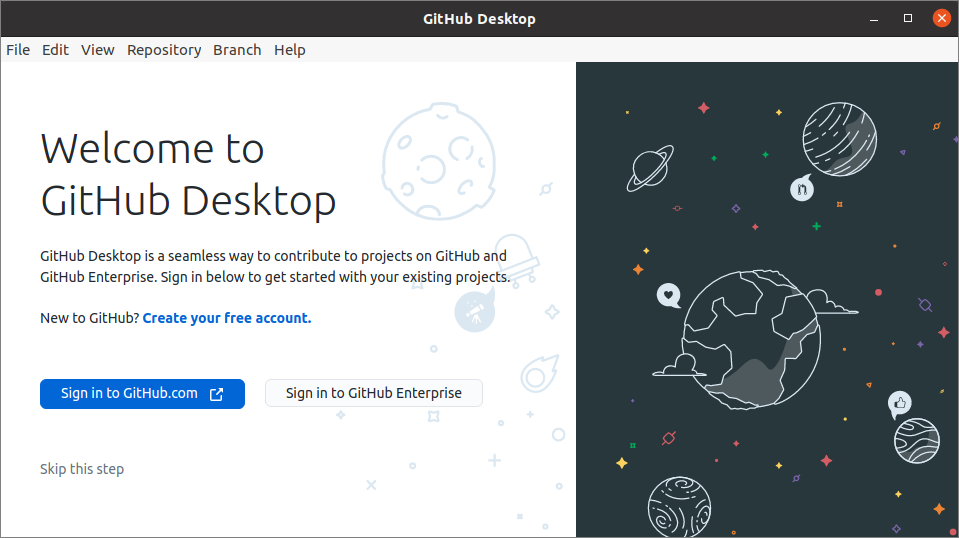 GitHub Desktop
File Edit View Repository Branch Help
Welcome to
GitHub Desktop
GitHub Desktop is a seamless way to contribute to projects on GitHub and
GitHub Enterprise. Sign in below to get started with your existing projects.
New to GitHub? Create your free account.
Sign in to GitHub.com Sign in to GitHub Enterprise
Skip this step